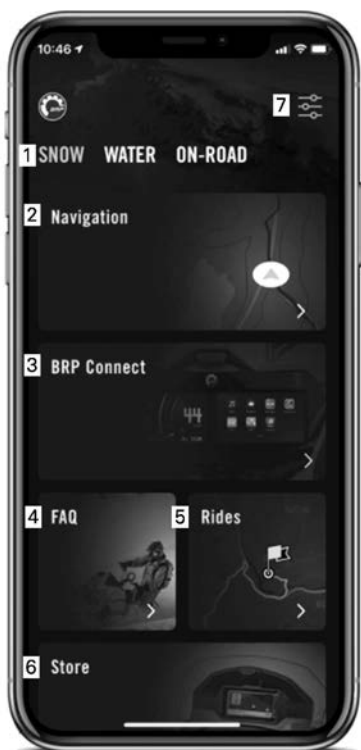 10:46
7
1 SNOW WATER ON-ROAD
2 Navigation
3 BRP Connect
44
4 FAQ
5 Rides
6 Store